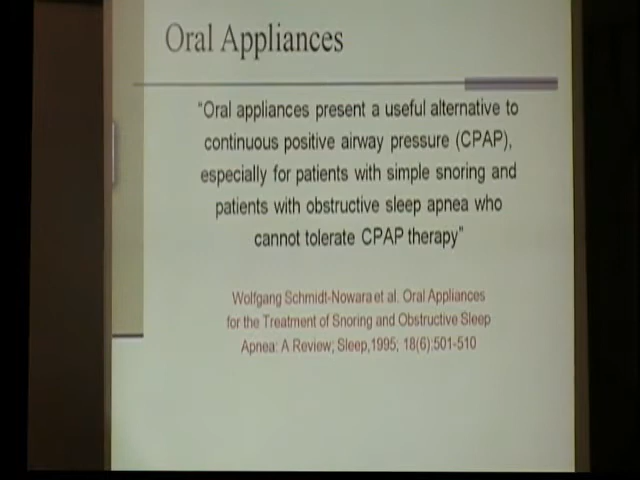 Oral Appliances
“Oral appliances present a useful alternative to
continuous positive airway pressure (CPAP),
especially for patients with simple snoring and
patients with obstructive sleep apnea who
cannot tolerate CPAP therapy”
Wolfgang Schmidt-Nowara et al. Oral Appliances
for the Treatment of Snoring and Obstructive Sleep
Apnea: A Review; Sleep,1995; 18(6):501-510